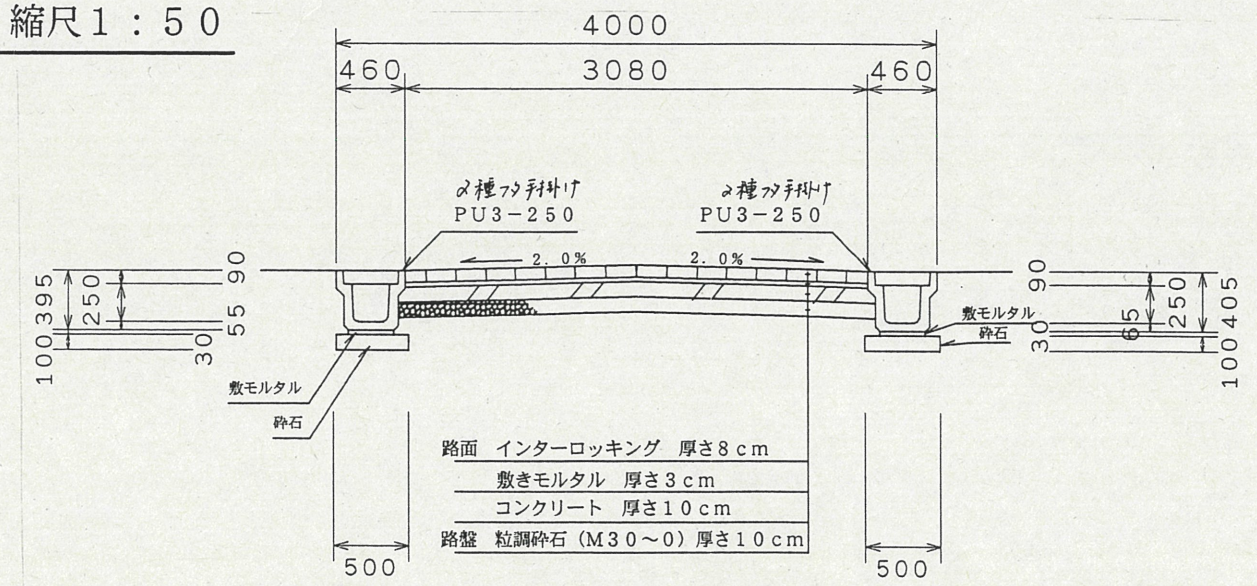 縮尺1:50
4000
460
3080
460
2種フタ手掛け
PU3-250
2種フタ手掛け
PU3-250
2.0%
2.0%
90
250
395
55
30
100
90
250
405
65
30
100
敷モルタル
砕石
敷モルタル
砕石
路面 インターロッキング 厚さ8cm
敷きモルタル 厚さ3cm
コンクリート 厚さ10cm
路盤 粒調砕石(M30~0)厚さ10cm
500
500